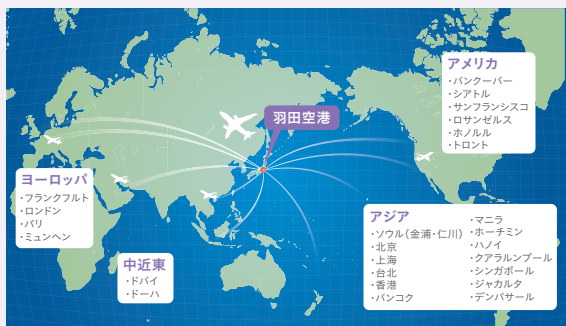 羽田空港
アメリカ
・バンクーバー
・シアトル
・サンフランシスコ
・ロサンゼルス
・ホノルル
・トロント
ヨーロッパ
・フランクフルト
・ロンドン
・パリ
・ミュンヘン
中近東
・ドバイ
・ドーハ
アジア
・ソウル(金浦・仁川)
・北京
・上海
・台北
・香港
・バンコク
・マニラ
・ホーチミン
・ハノイ
・クアラルンプール
・シンガポール
・ジャカルタ
・デンパサール